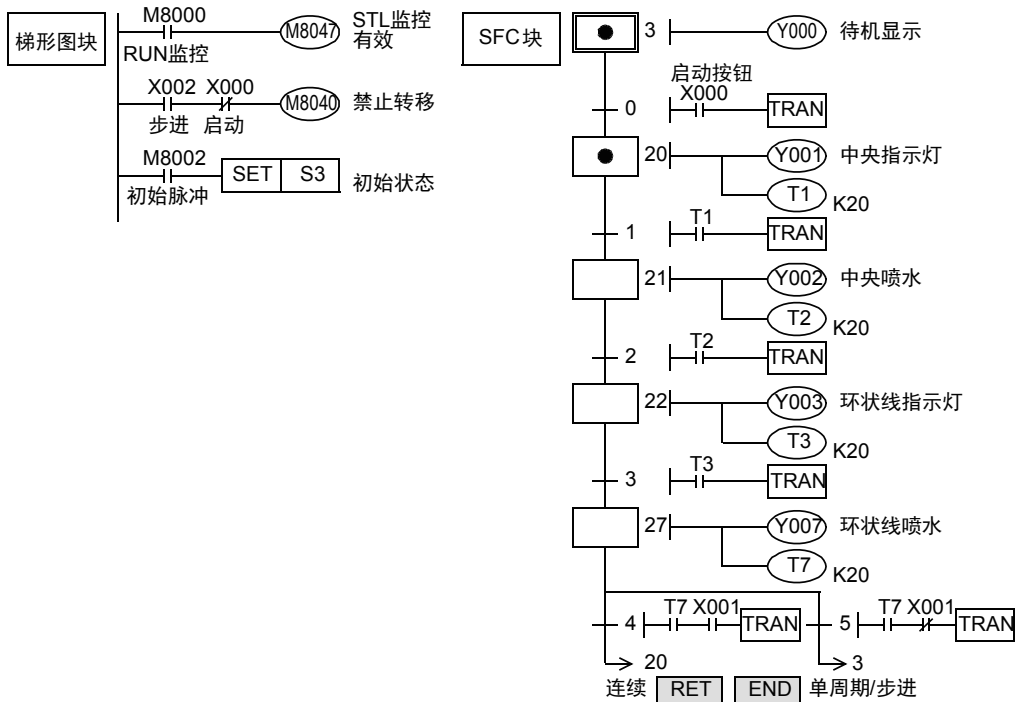 梯形图块
M8000
M8047
STL监控
有效
RUN监控
X002 X000
M8040
禁止转移
步进 启动
M8002
SET S3
初始状态
初始脉冲
SFC块
3
Y000
待机显示
启动按钮
X000
0
TRAN
20
Y001
中央指示灯
T1
K20
T1
1
TRAN
21
Y002
中央喷水
T2
K20
T2
2
TRAN
22
Y003
环状线指示灯
T3
K20
T3
3
TRAN
27
Y007
环状线喷水
T7
K20
T7 X001
4
TRAN
T7 X001
5
TRAN
20
3
连续 RET END 单周期/步进